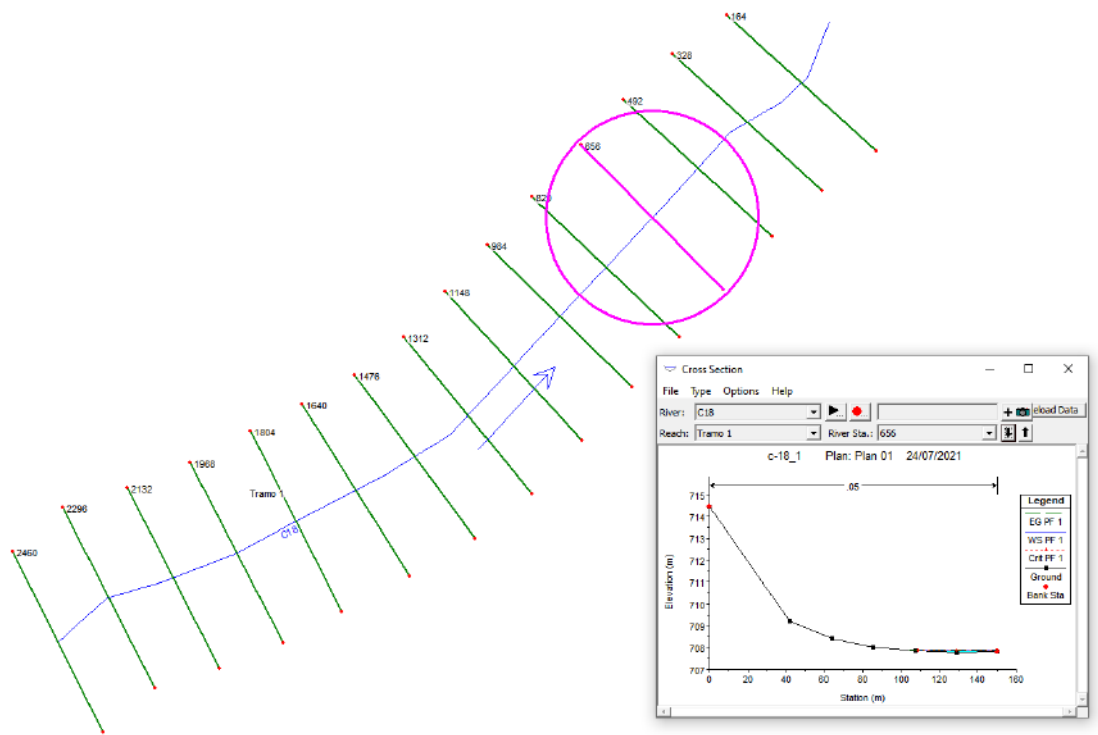 164
328
492
656
820
984
1148
1312
1476
1640
1804
1968
2132
2296
2460
Tramo 1
C18
Cross Section
File Type Options Help
River: C18
eload Data
Reach: Tramo 1 River Sta.: 656
c-18_1 Plan: Plan 01 24/07/2021
.05
715
714
713
712
711
710
709
708
707
Elevation (m)
0 20 40 60 80 100 120 140 160
Station (m)
Legend
EG PF 1
WS PF 1
Crit PF 1
Ground
Bank Sta